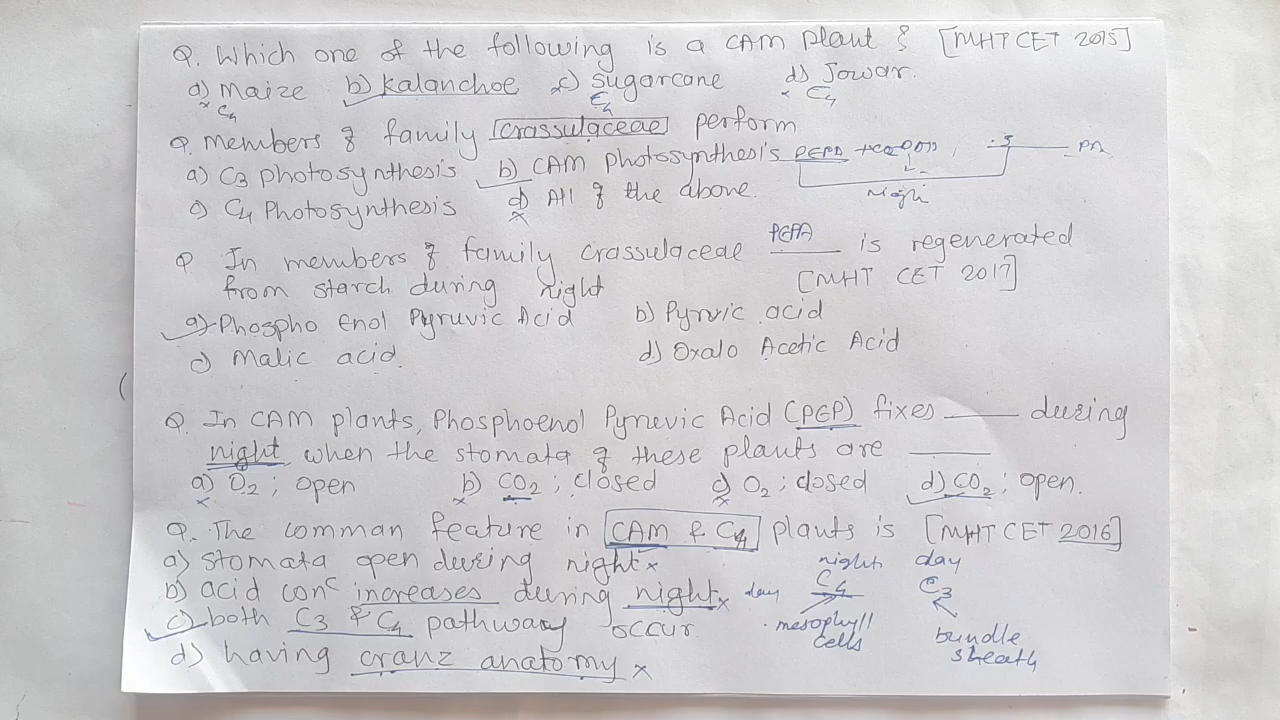 Q. Which one of the following is a CAM plant ? [MHT CET 2015]
a) Maize b) kalanchoe c) sugarcane d) Jowar.
x C4 C4 x C4
Q. Members of family crassulaceae perform
a) C3 photosynthesis b) CAM photosynthesis PEPA
c) C4 Photosynthesis d) All of the above.
x night
Q In members of family crassulaceae PEPA is regenerated
from starch during night [MHT CET 2017]
a) Phospho Enol Pyruvic Acid b) Pyrvic acid
c) Malic acid. d) Oxalo Acetic Acid
Q. In CAM plants, Phosphoenol Pyruvic Acid (PEP) fixes ____ during
night when the stomata of these plants are ____
a) O2 ; open b) CO2 ; closed c) O2 ; closed d) CO2 ; open.
x x x
Q. The comman feature in CAM & C4 plants is [MHT CET 2016]
a) stomata open during night x night day
b) acid conc increases during night x day C4 C3
c) both C3 & C4 pathway occur mesophyll cells bundle sheath
d) having cranz anatomy x